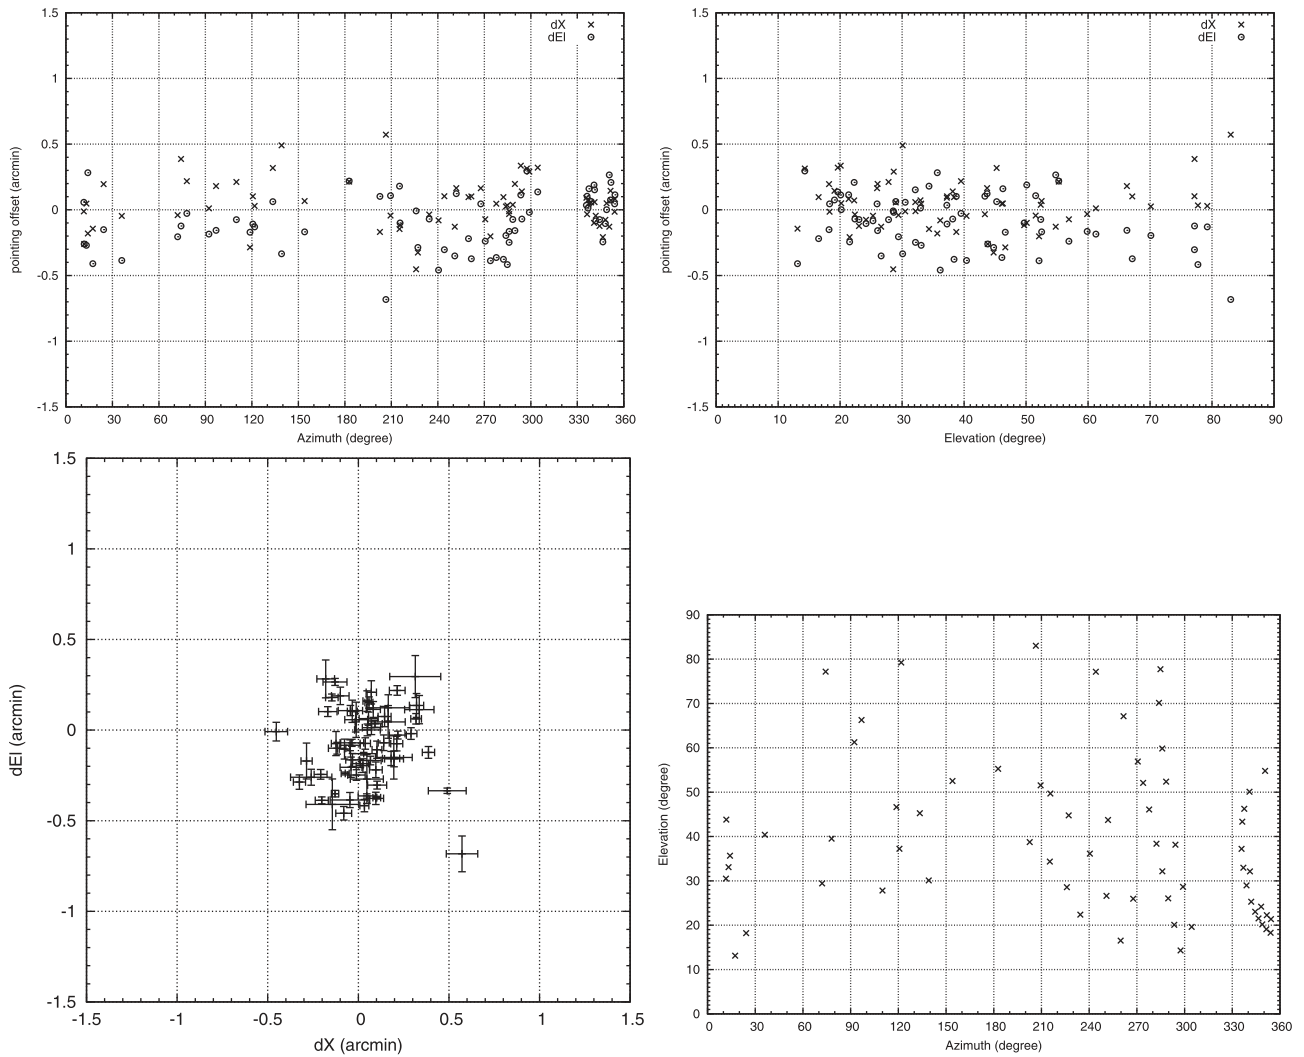 1.5
1
0.5
0
-0.5
-1
-1.5
pointing offset (arcmin)
dX
dEl
0 30 60 90 120 150 180 210 240 270 300 330 360
Azimuth (degree)
1.5
1
0.5
0
-0.5
-1
-1.5
pointing offset (arcmin)
dX
dEl
0 10 20 30 40 50 60 70 80 90
Elevation (degree)
1.5
1
0.5
0
-0.5
-1
-1.5
dEl (arcmin)
-1.5 -1 -0.5 0 0.5 1 1.5
dX (arcmin)
90
80
70
60
50
40
30
20
10
0
Elevation (degree)
0 30 60 90 120 150 180 210 240 270 300 330 360
Azimuth (degree)